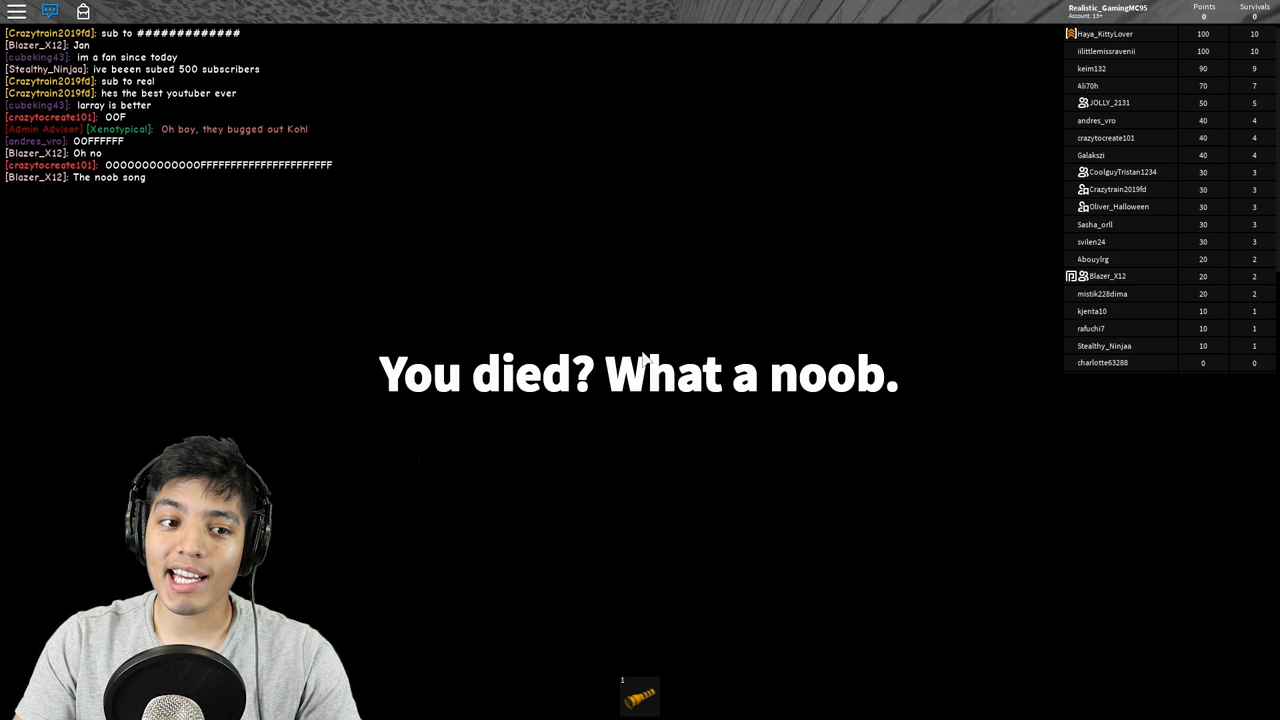 [Crazytrain2019fd]: sub to #############
[Blazer_X12]: Jan
[cubeking43]: im a fan since today
[Stealthy_Ninjaa]: ive beeen subed 500 subscribers
[Crazytrain2019fd]: sub to real
[Crazytrain2019fd]: hes the best youtuber ever
[cubeking43]: larray is better
[crazytocreate101]: OOF
[Admin Advisor] [Xenotypical]: Oh boy, they bugged out Kohl
[andres_vro]: OOFFFFFF
[Blazer_X12]: Oh no
[crazytocreate101]: OOOOOOOOOOOOOFFFFFFFFFFFFFFFFFFFFFF
[Blazer_X12]: The noob song
Realistic_GamingMC95 Points Survivals
Account: 13+ 0 0
Haya_KittyLover 100 10
iilittlemissravenii 100 10
keim132 90 9
Ali70h 70 7
JOLLY_2131 50 5
andres_vro 40 4
crazytocreate101 40 4
Galakszi 40 4
CoolguyTristan1234 30 3
Crazytrain2019fd 30 3
Oliver_Halloween 30 3
Sasha_orll 30 3
svilen24 30 3
Abouylrg 20 2
Blazer_X12 20 2
mistik228dima 20 2
kjenta10 10 1
rafuchi7 10 1
Stealthy_Ninjaa 10 1
charlotte63288 0 0
You died? What a noob.
1